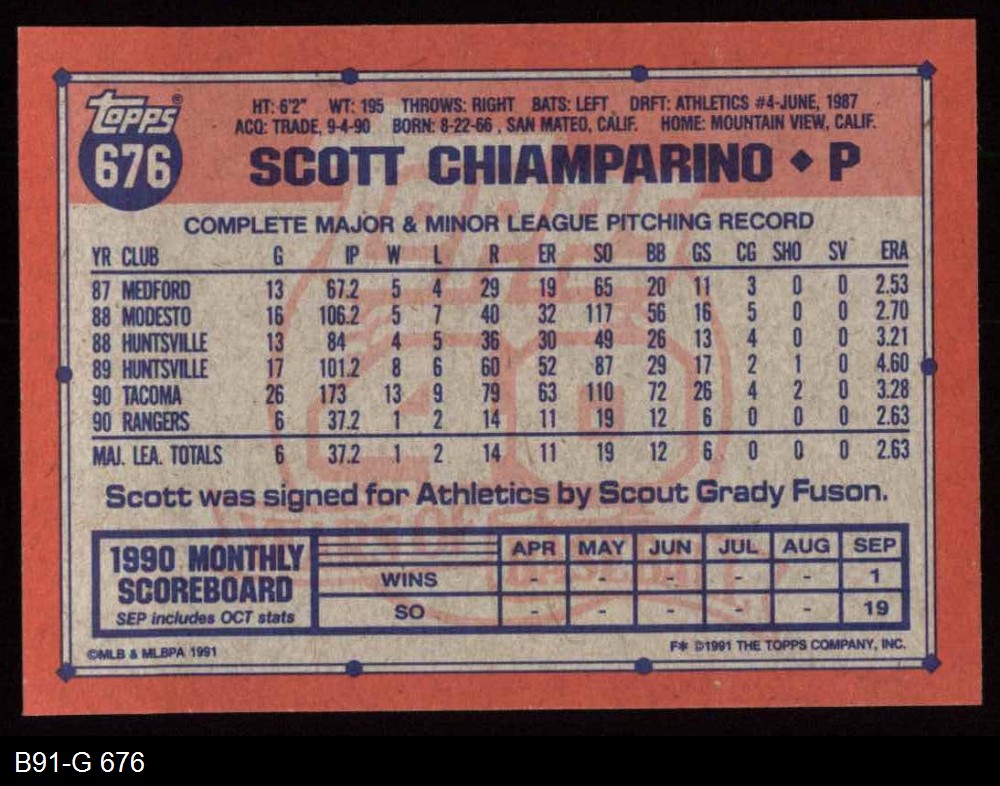 Topps®
676
HT: 6'2" WT: 195 THROWS: RIGHT BATS: LEFT DRFT: ATHLETICS #4-JUNE, 1987
ACQ: TRADE, 9-4-90 BORN: 8-22-66 , SAN MATEO, CALIF. HOME: MOUNTAIN VIEW, CALIF.
SCOTT CHIAMPARINO ◆ P
COMPLETE MAJOR & MINOR LEAGUE PITCHING RECORD
YR CLUB G IP W L R ER SO BB GS CG SHO SV ERA
87 MEDFORD 13 67.2 5 4 29 19 65 20 11 3 0 0 2.53
88 MODESTO 16 106.2 5 7 40 32 117 56 16 5 0 0 2.70
88 HUNTSVILLE 13 84 4 5 36 30 49 26 13 4 0 0 3.21
89 HUNTSVILLE 17 101.2 8 6 60 52 87 29 17 2 1 0 4.60
90 TACOMA 26 173 13 9 79 63 110 72 26 4 2 0 3.28
90 RANGERS 6 37.2 1 2 14 11 19 12 6 0 0 0 2.63
MAJ. LEA. TOTALS 6 37.2 1 2 14 11 19 12 6 0 0 0 2.63
Scott was signed for Athletics by Scout Grady Fuson.
1990 MONTHLY
SCOREBOARD
SEP includes OCT stats
APR MAY JUN JUL AUG SEP
WINS - - - - - 1
SO - - - - - 19
©MLB & MLBPA 1991
F* ©1991 THE TOPPS COMPANY, INC.
Topps
40
YEARS OF BASEBALL
B91-G 676